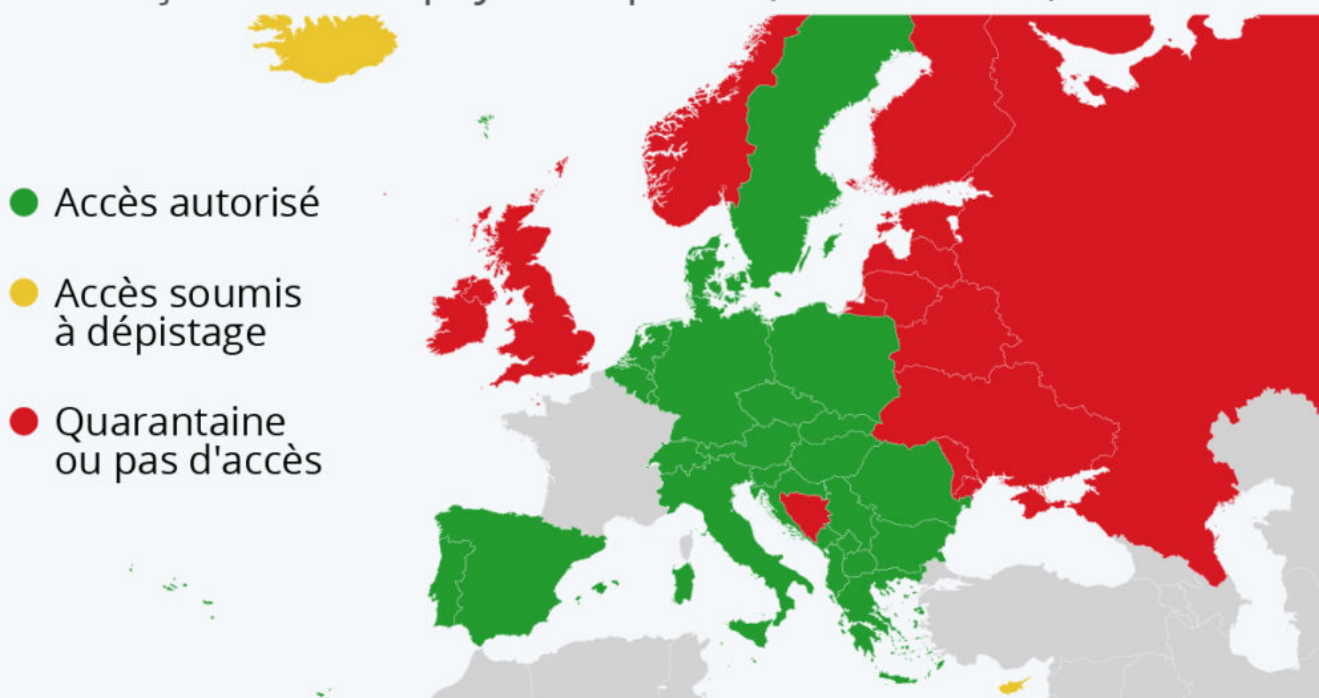 Accès autorisé
Accès soumis
à dépistage
Quarantaine
ou pas d'accès